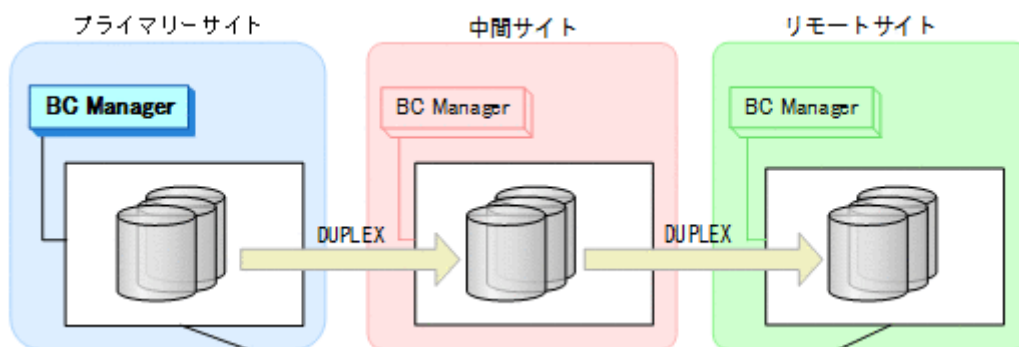 プライマリーサイト
中間サイト
リモートサイト
BC Manager
BC Manager
BC Manager
DUPLEX
DUPLEX